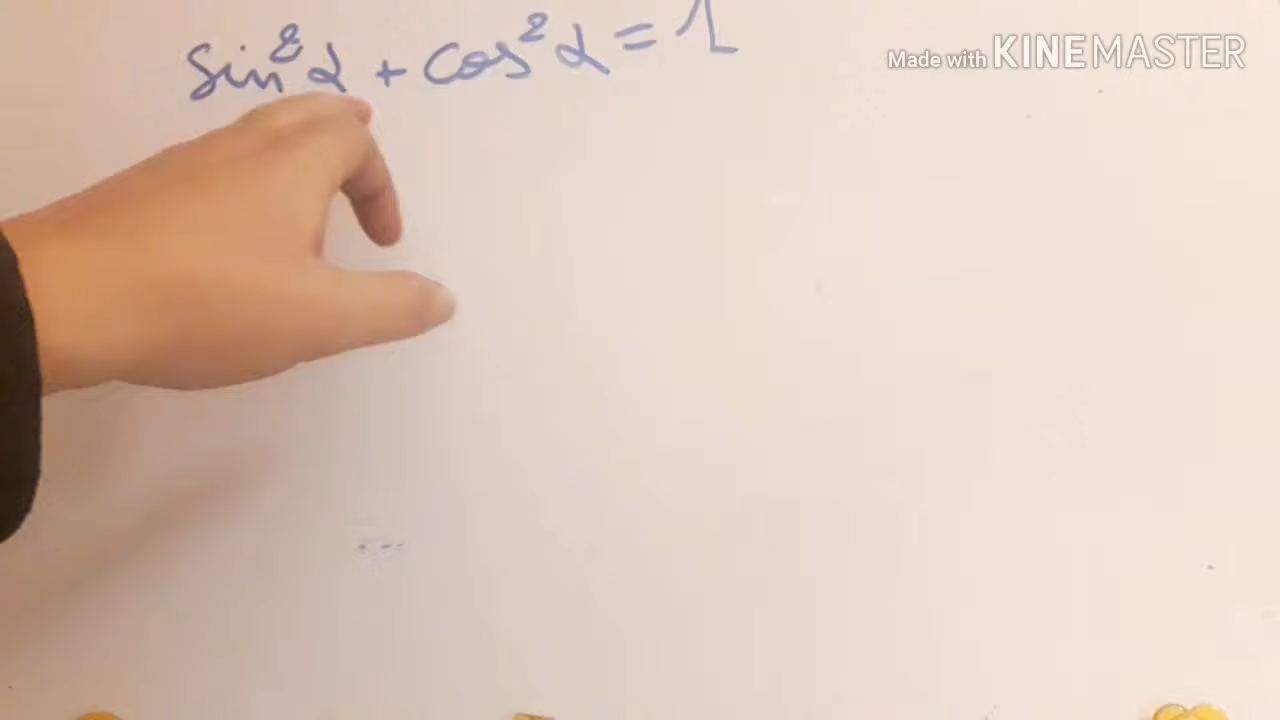 sin²α + cos²α = 1
Made with KINEMASTER